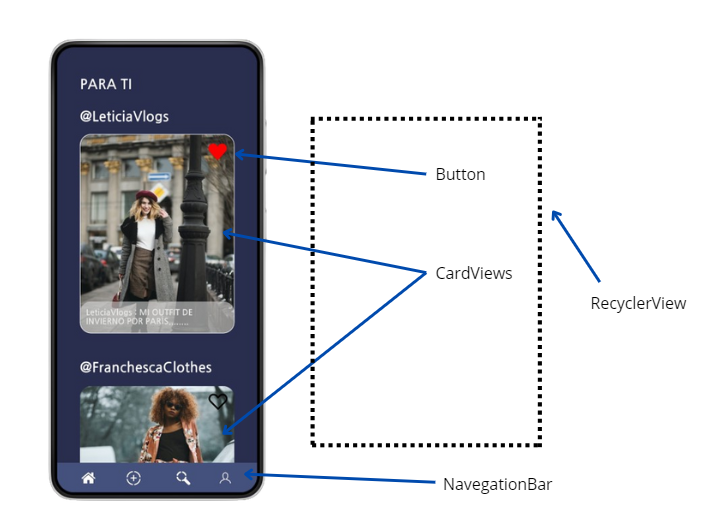 PARA TI
@LeticiaVlogs
LeticiaVlogs : MI OUTFIT DE
INVIERNO POR PARIS.........
@FranchescaClothes
Button
CardViews
RecyclerView
NavegationBar